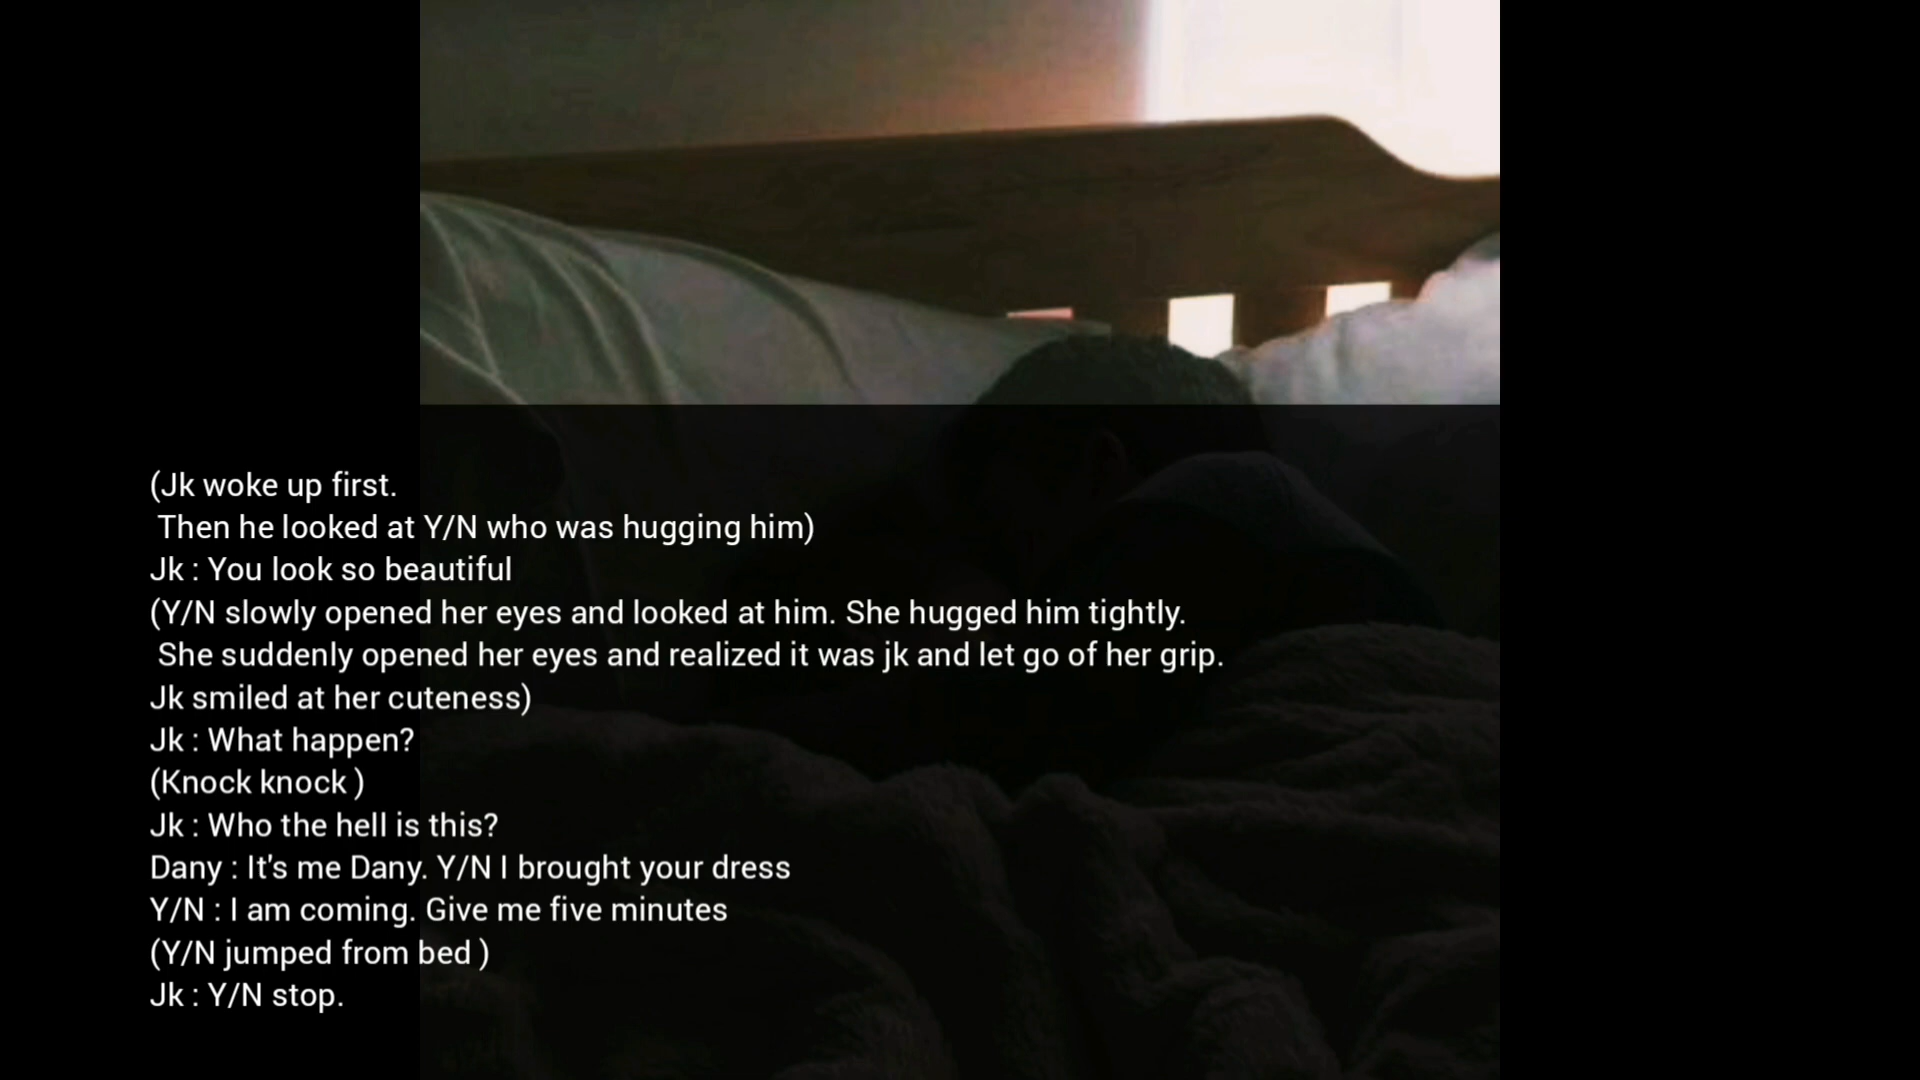 (Jk woke up first.
Then he looked at Y/N who was hugging him)
Jk : You look so beautiful
(Y/N slowly opened her eyes and looked at him. She hugged him tightly.
She suddenly opened her eyes and realized it was jk and let go of her grip.
Jk smiled at her cuteness)
Jk : What happen?
(Knock knock )
Jk : Who the hell is this?
Dany : It's me Dany. Y/N I brought your dress
Y/N : I am coming. Give me five minutes
(Y/N jumped from bed )
Jk : Y/N stop.